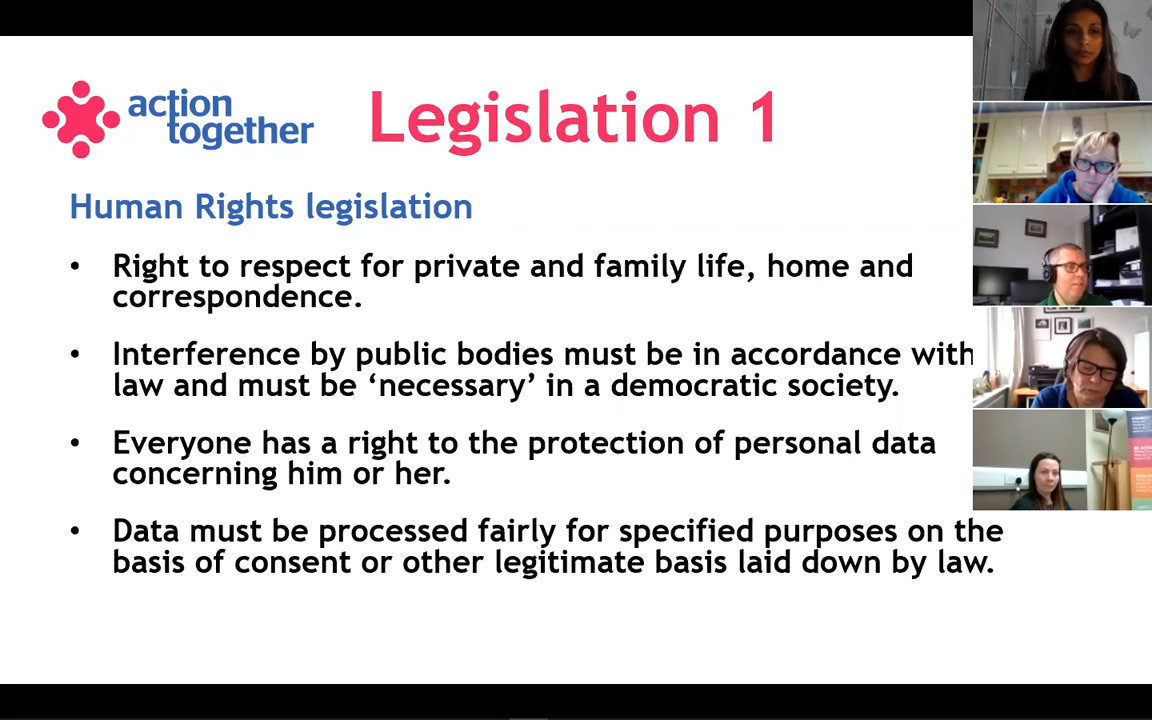 action
together
Legislation 1
Human Rights legislation
• Right to respect for private and family life, home and
correspondence.
• Interference by public bodies must be in accordance with
law and must be ‘necessary’ in a democratic society.
• Everyone has a right to the protection of personal data
concerning him or her.
• Data must be processed fairly for specified purposes on the
basis of consent or other legitimate basis laid down by law.